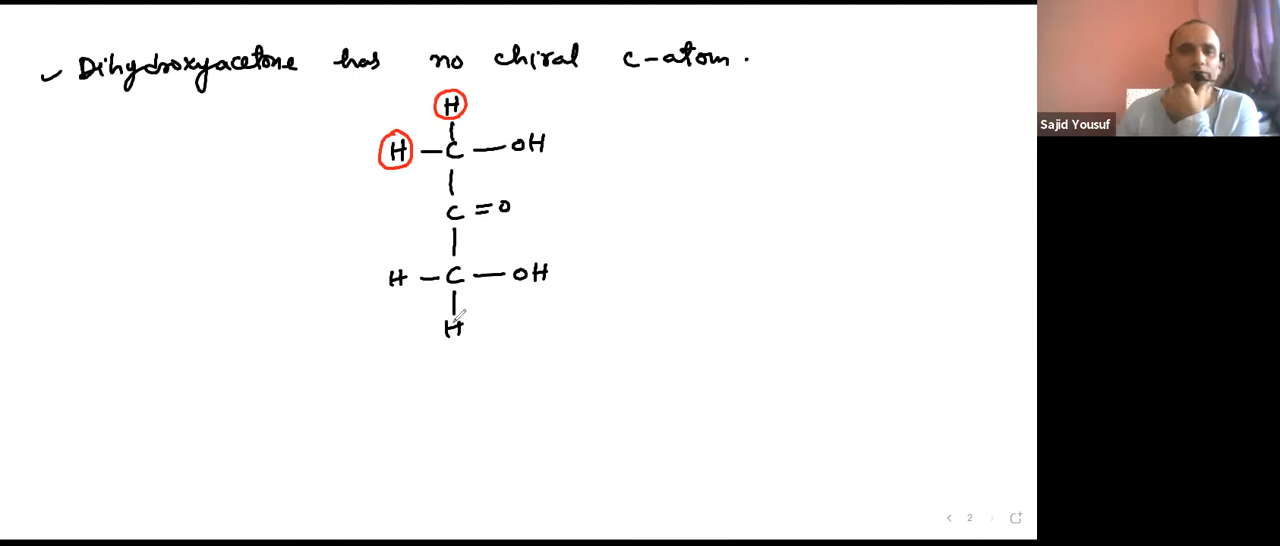 ✓ Dihydroxyacetone has no chiral c-atom.
H
H – C – OH
C = O
H – C – OH
H
Sajid Yousuf
2